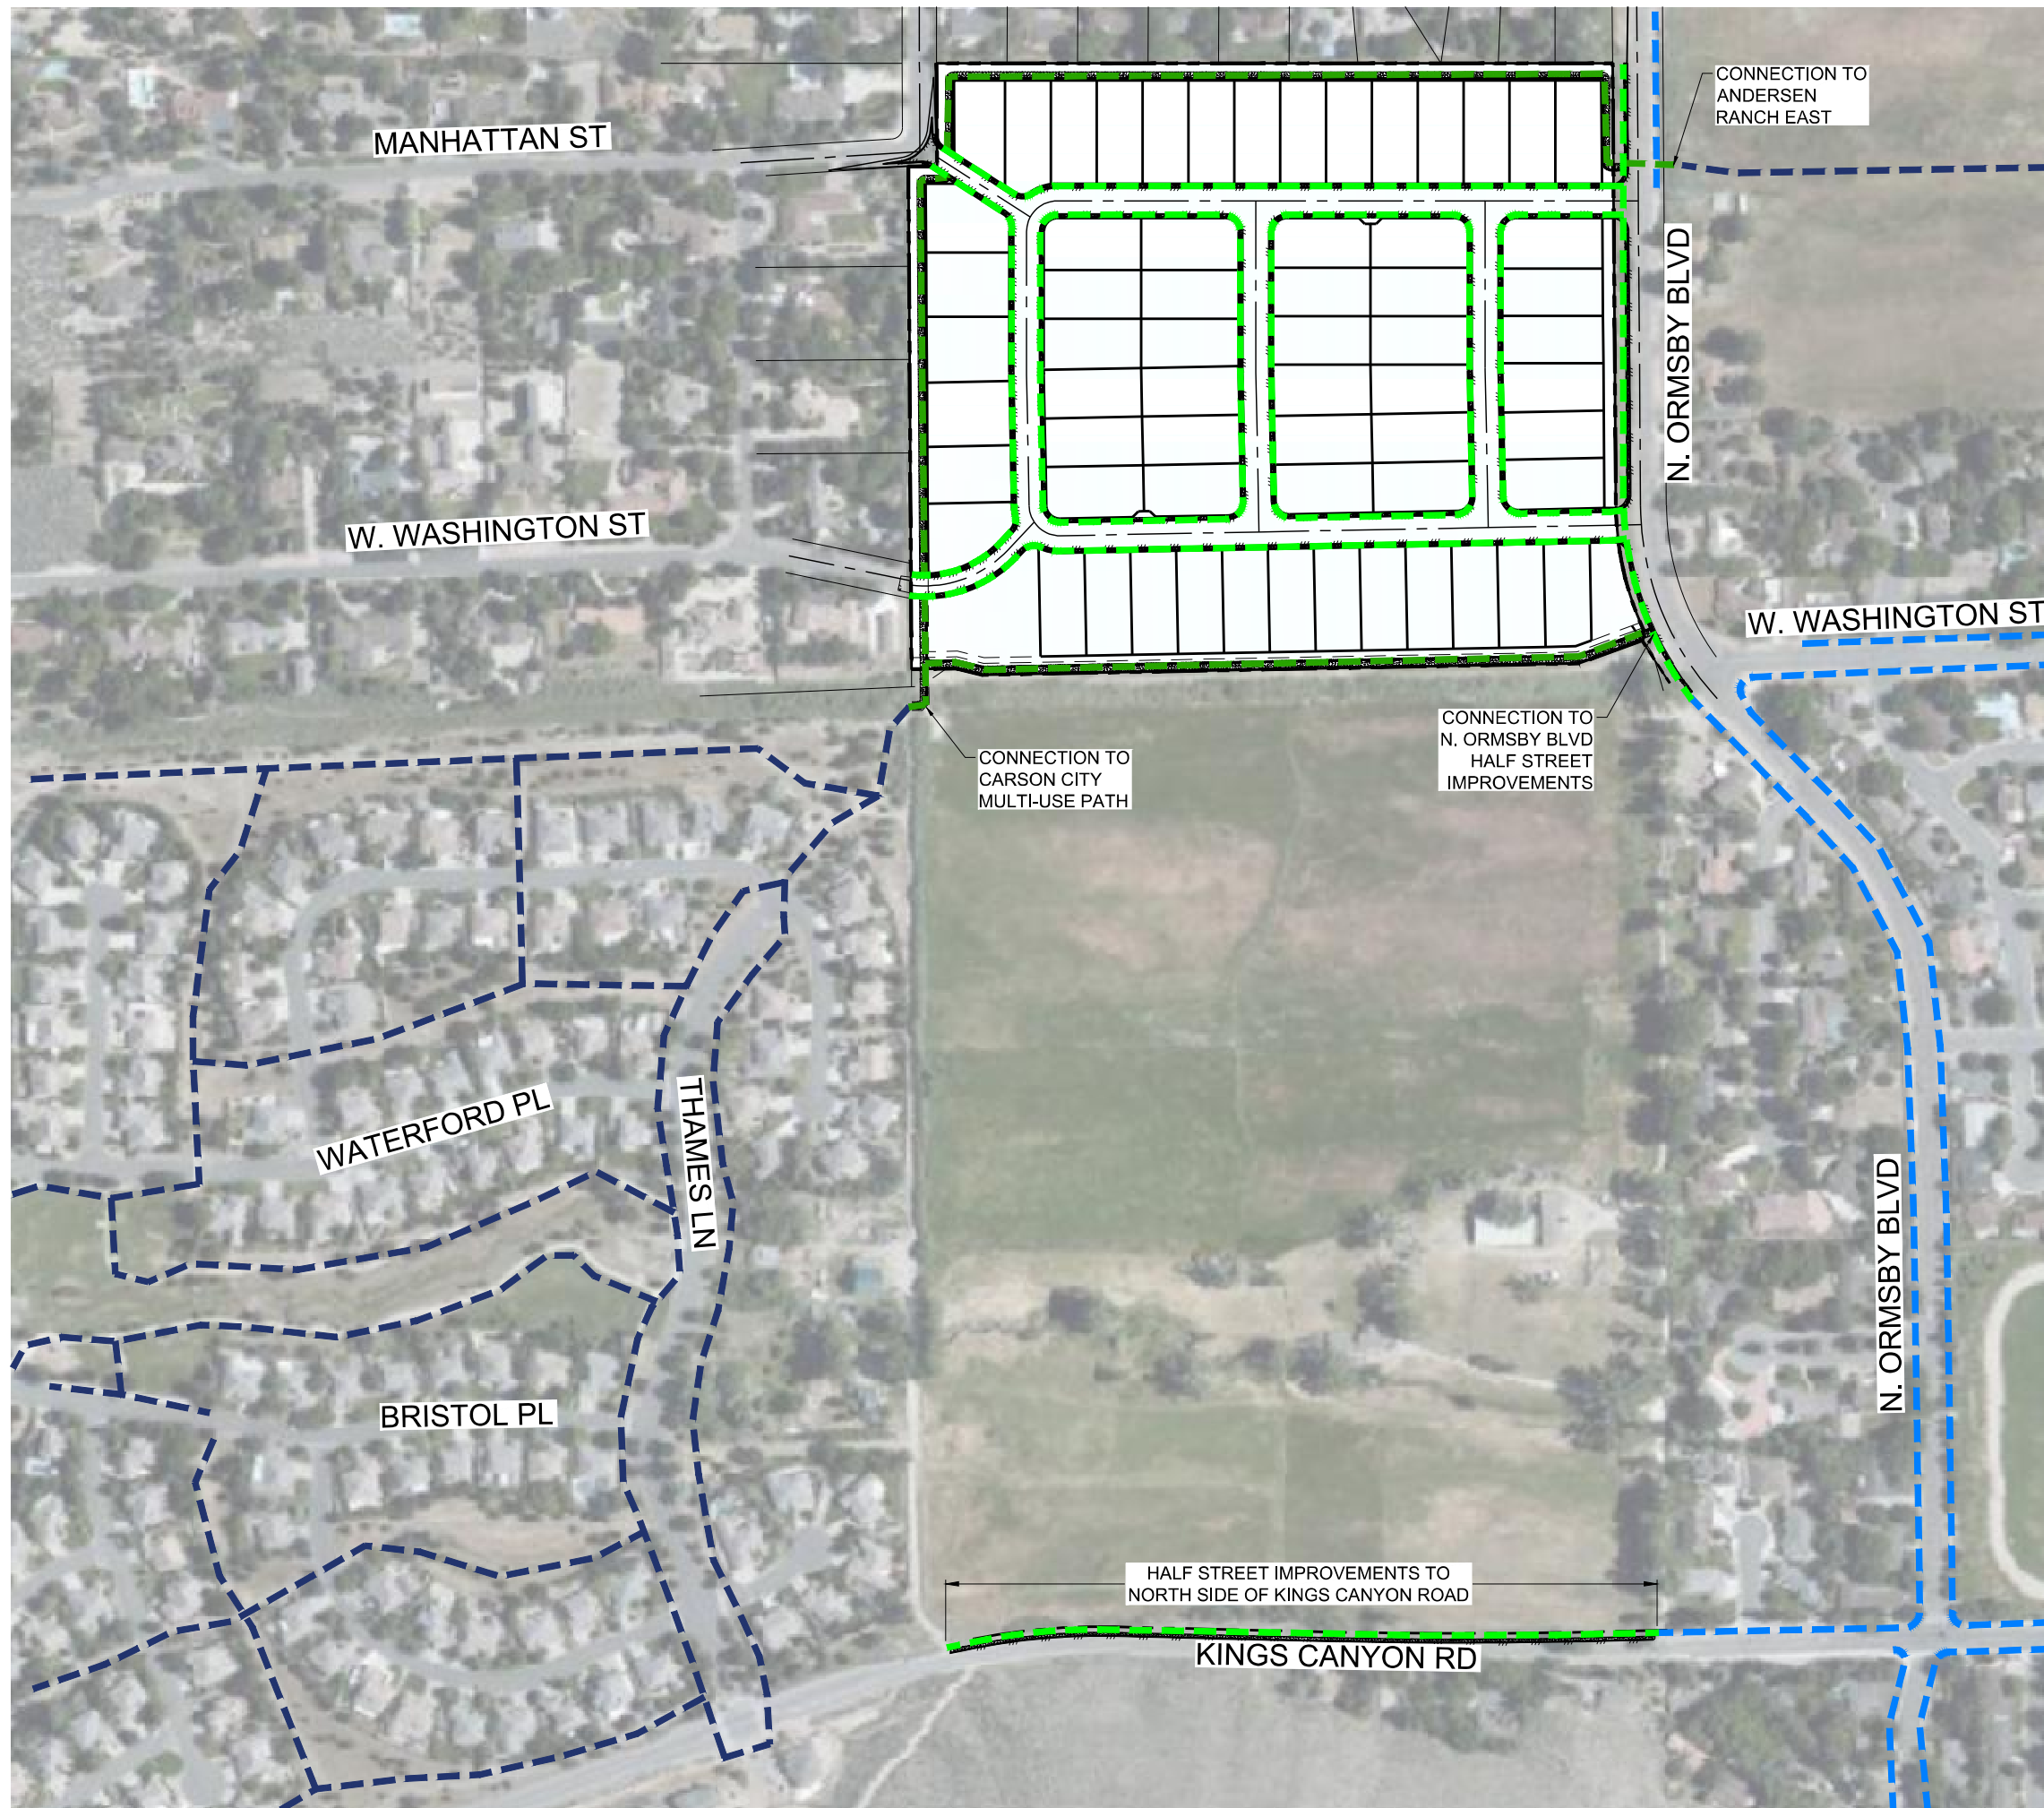 CONNECTION TO
ANDERSEN
RANCH EAST
MANHATTAN ST
N. ORMSBY BLVD
W. WASHINGTON ST
W. WASHINGTON ST
CONNECTION TO
N. ORMSBY BLVD
HALF STREET
IMPROVEMENTS
CONNECTION TO
CARSON CITY
MULTI-USE PATH
WATERFORD PL
THAMES LN
N. ORMSBY BLVD
BRISTOL PL
HALF STREET IMPROVEMENTS TO
NORTH SIDE OF KINGS CANYON ROAD
KINGS CANYON RD